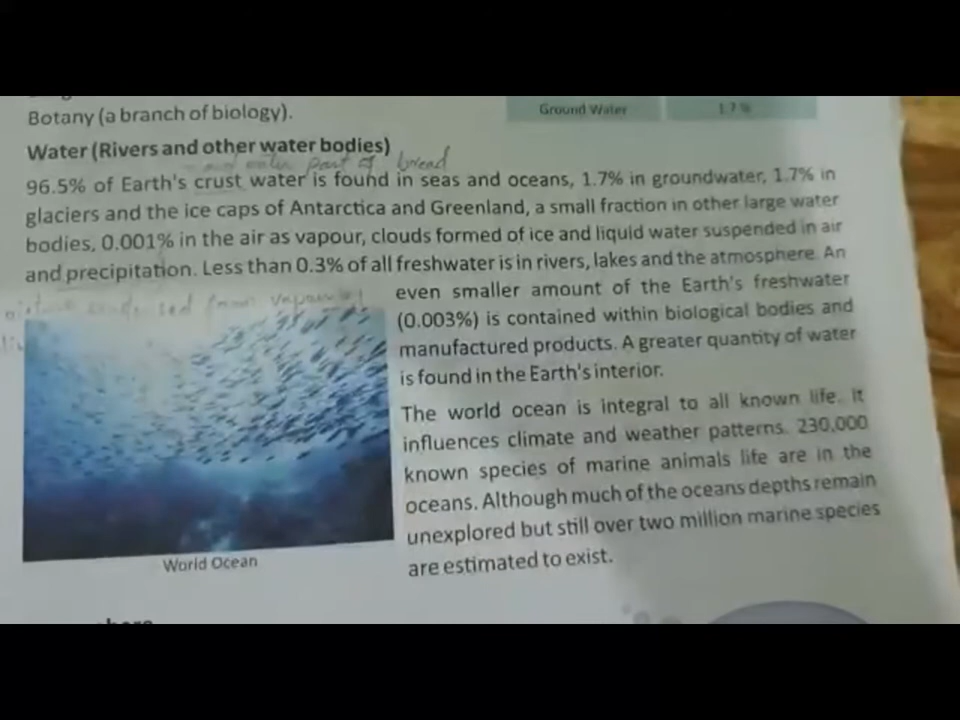 Botany (a branch of biology).
Ground Water 1.7%
Water (Rivers and other water bodies)
part of bread
96.5% of Earth's crust water is found in seas and oceans, 1.7% in groundwater, 1.7% in
glaciers and the ice caps of Antarctica and Greenland, a small fraction in other large water
bodies, 0.001% in the air as vapour, clouds formed of ice and liquid water suspended in air
and precipitation. Less than 0.3% of all freshwater is in rivers, lakes and the atmosphere. An
even smaller amount of the Earth's freshwater
from
(0.003%) is contained within biological bodies and
manufactured products. A greater quantity of water
is found in the Earth's interior.
The world ocean is integral to all known life. It
influences climate and weather patterns. 230,000
known species of marine animals life are in the
oceans. Although much of the oceans depths remain
unexplored but still over two million marine species
are estimated to exist.
World Ocean